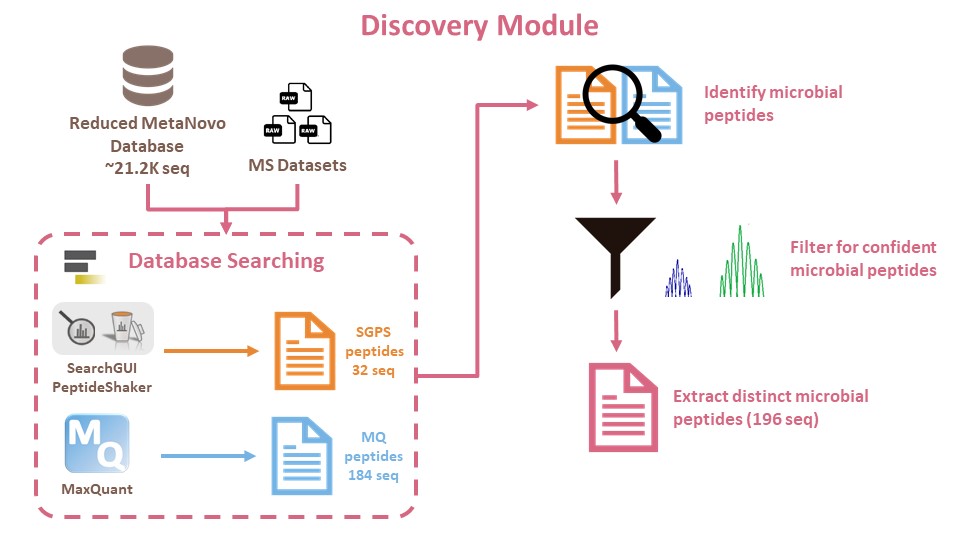 Discovery Module
Reduced MetaNovo
Database
~21.2K seq
RAW
RAW
RAW
MS Datasets
Database Searching
SearchGUI
PeptideShaker
SGPS
peptides
32 seq
MQ
MaxQuant
MQ
peptides
184 seq
Identify microbial
peptides
Filter for confident
microbial peptides
Extract distinct microbial
peptides (196 seq)